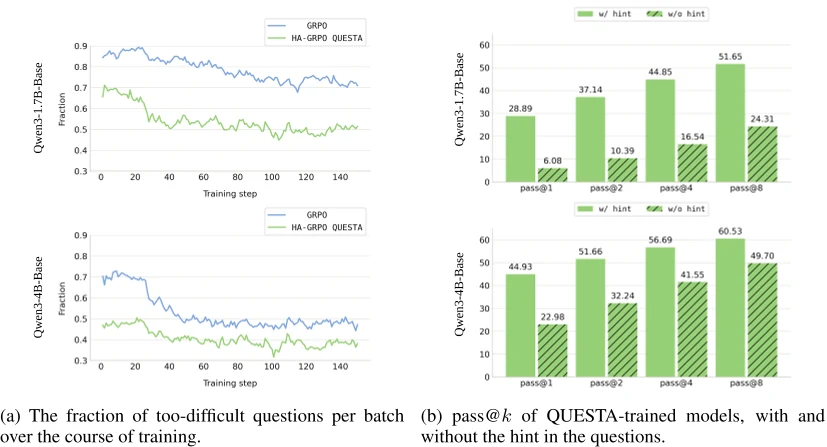 GRPO
HA-GRPO QUESTA
Qwen3-1.7B-Base
Fraction
0.9
0.8
0.7
0.6
0.5
0.4
0.3
0 20 40 60 80 100 120 140
Training step
GRPO
HA-GRPO QUESTA
Qwen3-4B-Base
Fraction
0.9
0.8
0.7
0.6
0.5
0.4
0.3
0 20 40 60 80 100 120 140
Training step
(a) The fraction of too-difficult questions per batch
over the course of training.
w/ hint w/o hint
Qwen3-1.7B-Base
60
50
40
30
20
10
0
28.89 6.08 37.14 10.39 44.85 16.54 51.65 24.31
pass@1 pass@2 pass@4 pass@8
w/ hint w/o hint
Qwen3-4B-Base
60
50
40
30
20
10
0
44.93 22.98 51.66 32.24 56.69 41.55 60.53 49.70
pass@1 pass@2 pass@4 pass@8
(b) pass@k of QUESTA-trained models, with and
without the hint in the questions.